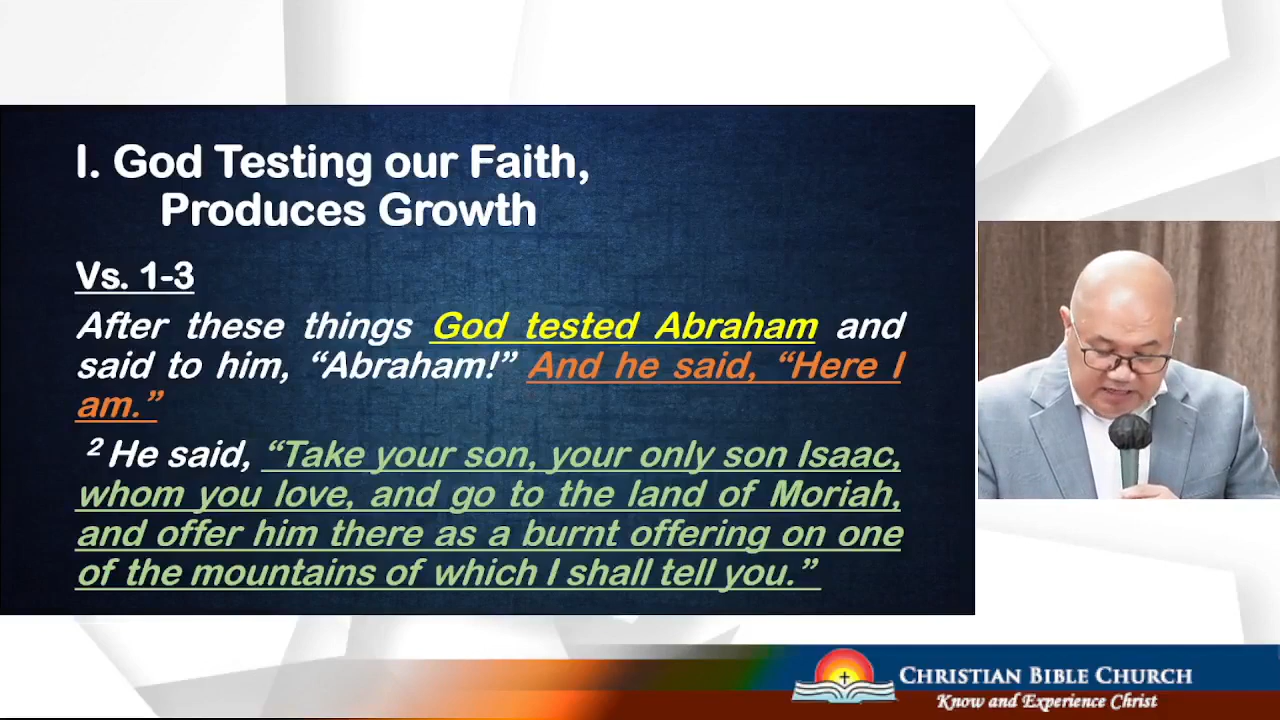 I. God Testing our Faith,
Produces Growth
Vs. 1-3
After these things God tested Abraham and
said to him, “Abraham!” And he said, “Here I
am.”
2 He said, “Take your son, your only son Isaac,
whom you love, and go to the land of Moriah,
and offer him there as a burnt offering on one
of the mountains of which I shall tell you.”
CHRISTIAN BIBLE CHURCH
Know and Experience Christ